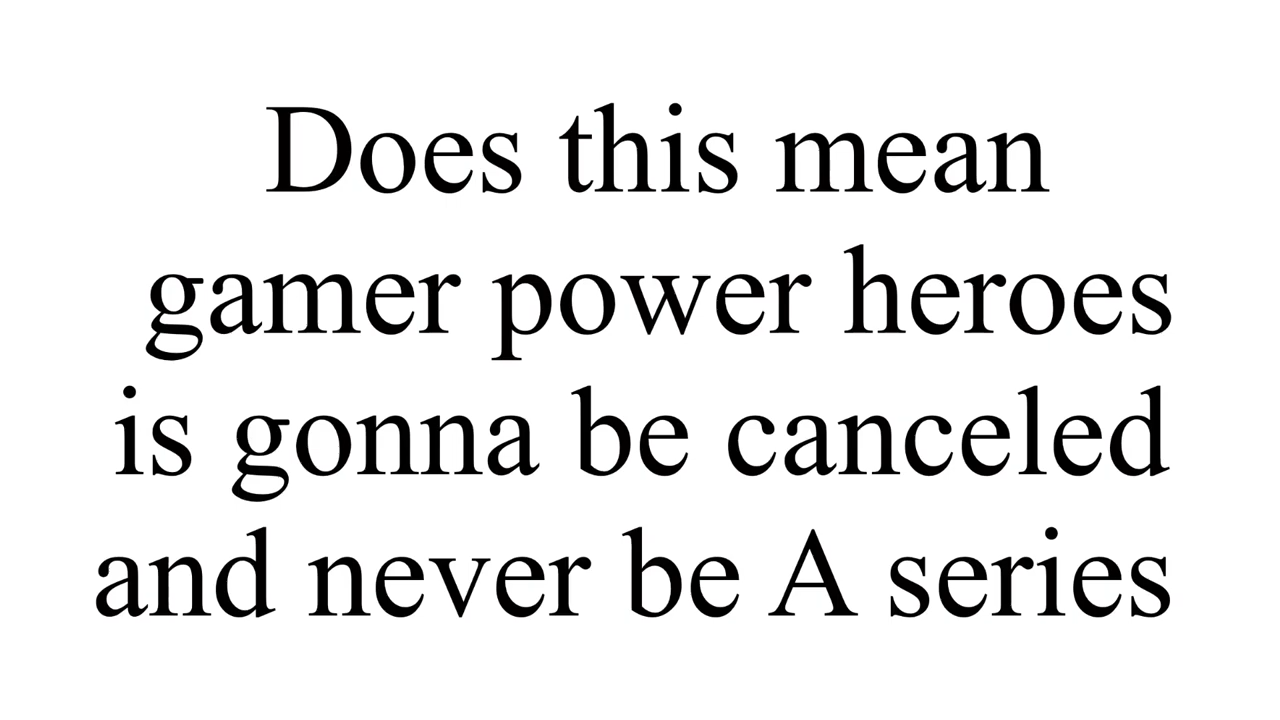 Does this mean
gamer power heroes
is gonna be canceled
and never be A series